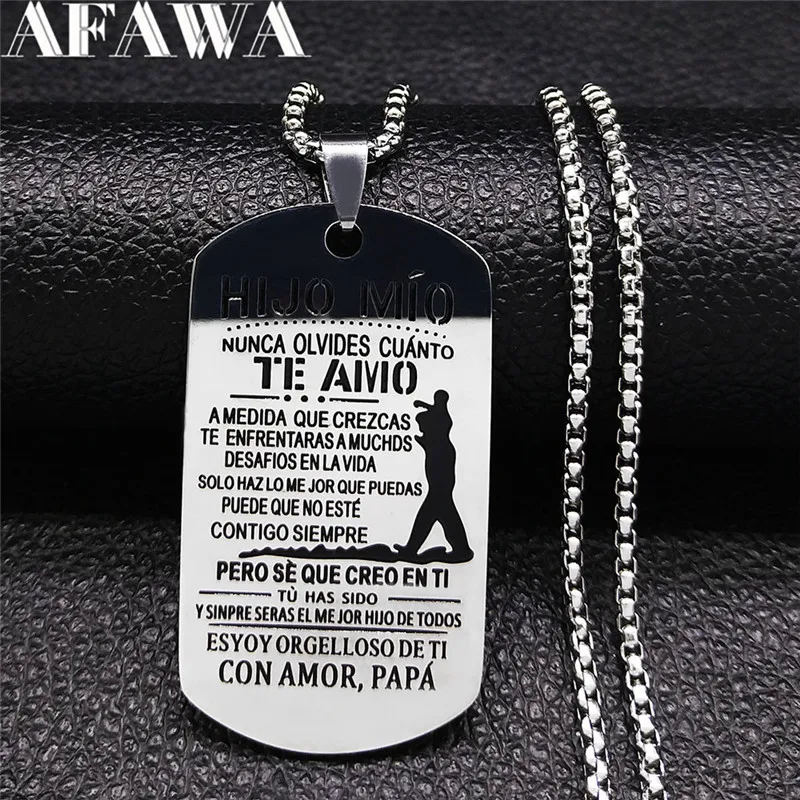 AFAWA
HIJO MÍO
NUNCA OLVIDES CUÁNTO
TE AMO
A MEDIDA QUE CREZCAS
TE ENFRENTARAS A MUCHDS
DESAFIOS EN LA VIDA
SOLO HAZ LO ME JOR QUE PUEDAS
PUEDE QUE NO ESTÉ
CONTIGO SIEMPRE
PERO SÈ QUE CREO EN TI
TÙ HAS SIDO
Y SINPRE SERAS EL ME JOR HIJO DE TODOS
ESYOY ORGELLOSO DE TI
CON AMOR, PAPÁ